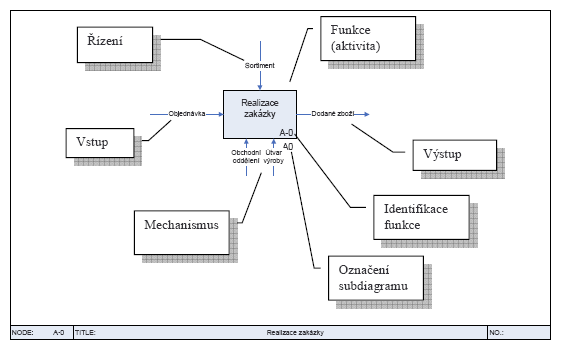 Řízení
Funkce
(aktivita)
Sortiment
Realizace
zakázky
Objednávka
Dodané zboží
A-0
A0
Vstup
Výstup
Obchodní
oddělení
Útvar
výroby
Mechanismus
Identifikace
funkce
Označení
subdiagramu
NODE: A-0 TITLE: Realizace zakázky NO.: